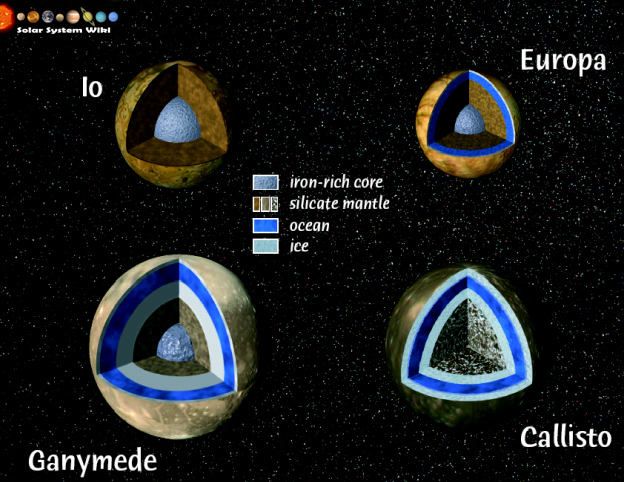 Solar System Wiki
Io
Europa
iron-rich core
silicate mantle
ocean
ice
Ganymede
Callisto